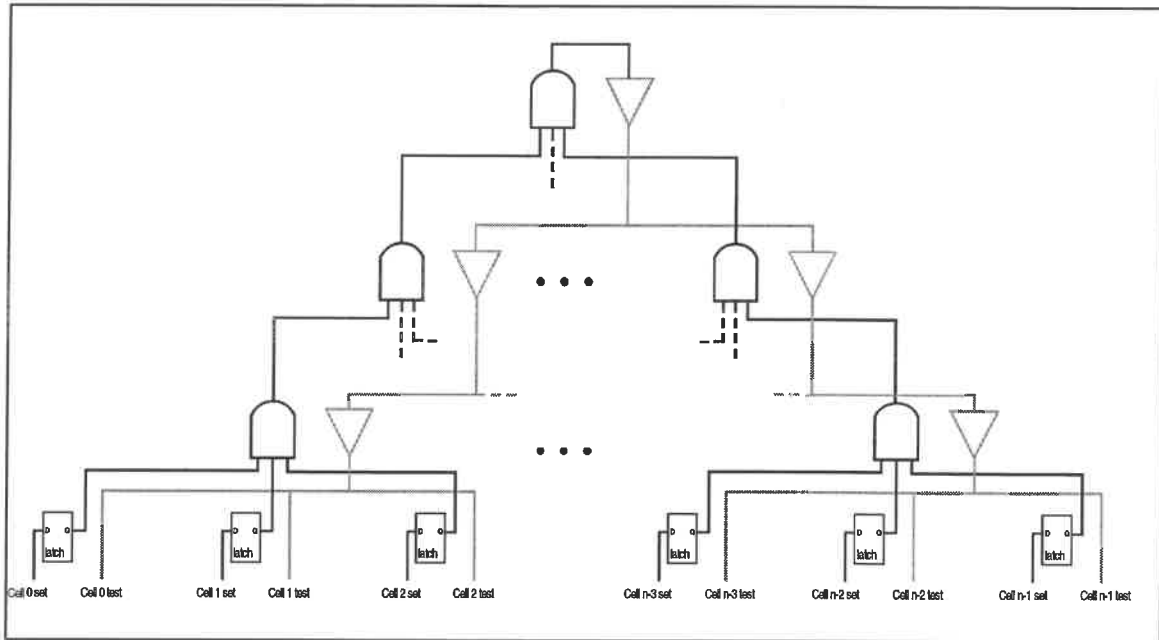 D Q D Q D Q D Q D Q D Q
latch latch latch latch latch latch
Cell 0 set Cell 0 test Cell 1 set Cell 1 test Cell 2 set Cell 2 test Cell n-3 set Cell n-3 test Cell n-2 set Cell n-2 test Cell n-1 set Cell n-1 test